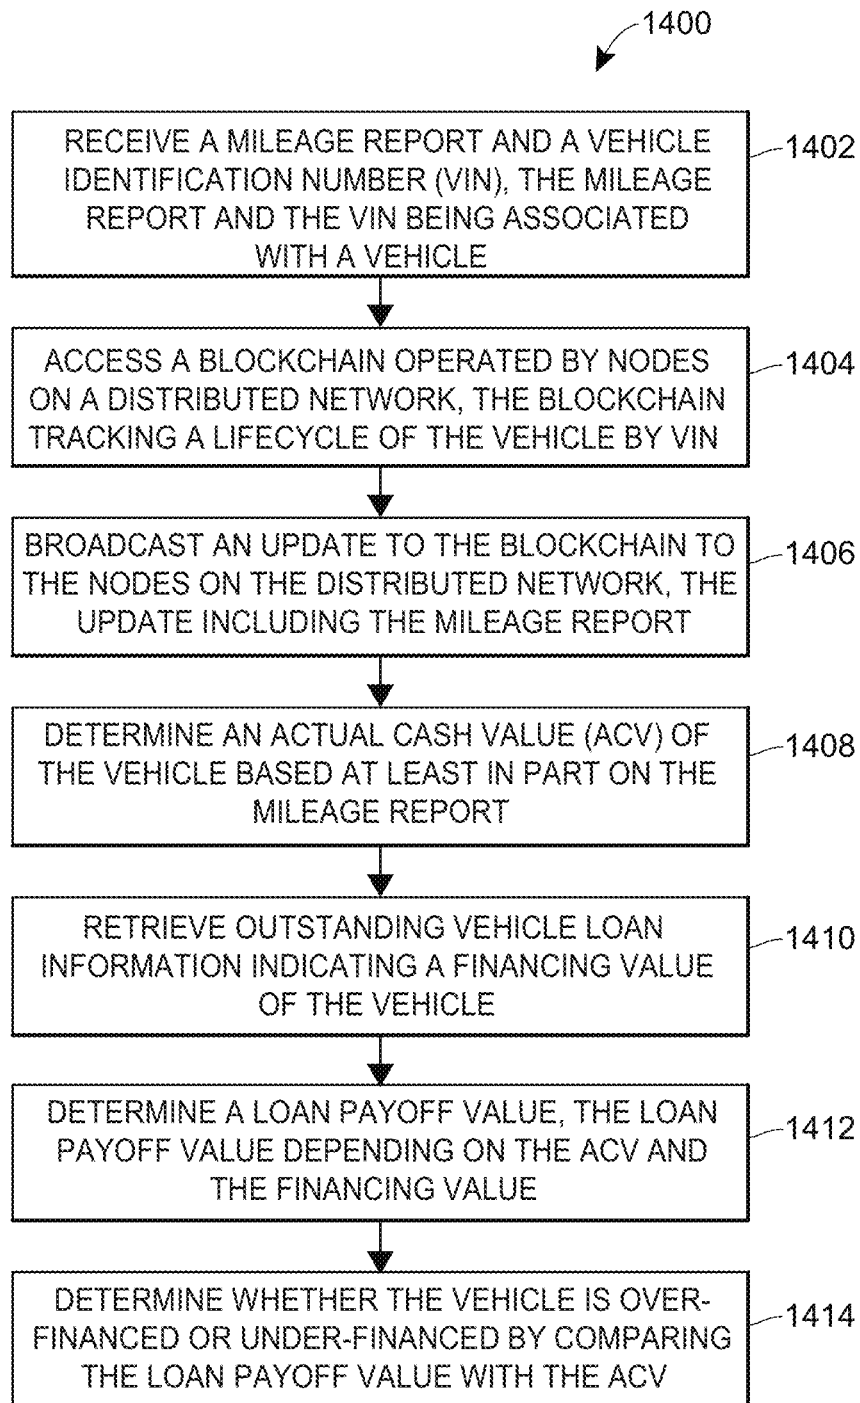 1400
RECEIVE A MILEAGE REPORT AND A VEHICLE
IDENTIFICATION NUMBER (VIN), THE MILEAGE
REPORT AND THE VIN BEING ASSOCIATED
WITH A VEHICLE
1402
ACCESS A BLOCKCHAIN OPERATED BY NODES
ON A DISTRIBUTED NETWORK, THE BLOCKCHAIN
TRACKING A LIFECYCLE OF THE VEHICLE BY VIN
1404
BROADCAST AN UPDATE TO THE BLOCKCHAIN TO
THE NODES ON THE DISTRIBUTED NETWORK, THE
UPDATE INCLUDING THE MILEAGE REPORT
1406
DETERMINE AN ACTUAL CASH VALUE (ACV) OF
THE VEHICLE BASED AT LEAST IN PART ON THE
MILEAGE REPORT
1408
RETRIEVE OUTSTANDING VEHICLE LOAN
INFORMATION INDICATING A FINANCING VALUE
OF THE VEHICLE
1410
DETERMINE A LOAN PAYOFF VALUE, THE LOAN
PAYOFF VALUE DEPENDING ON THE ACV AND
THE FINANCING VALUE
1412
DETERMINE WHETHER THE VEHICLE IS OVER-
FINANCED OR UNDER-FINANCED BY COMPARING
THE LOAN PAYOFF VALUE WITH THE ACV
1414